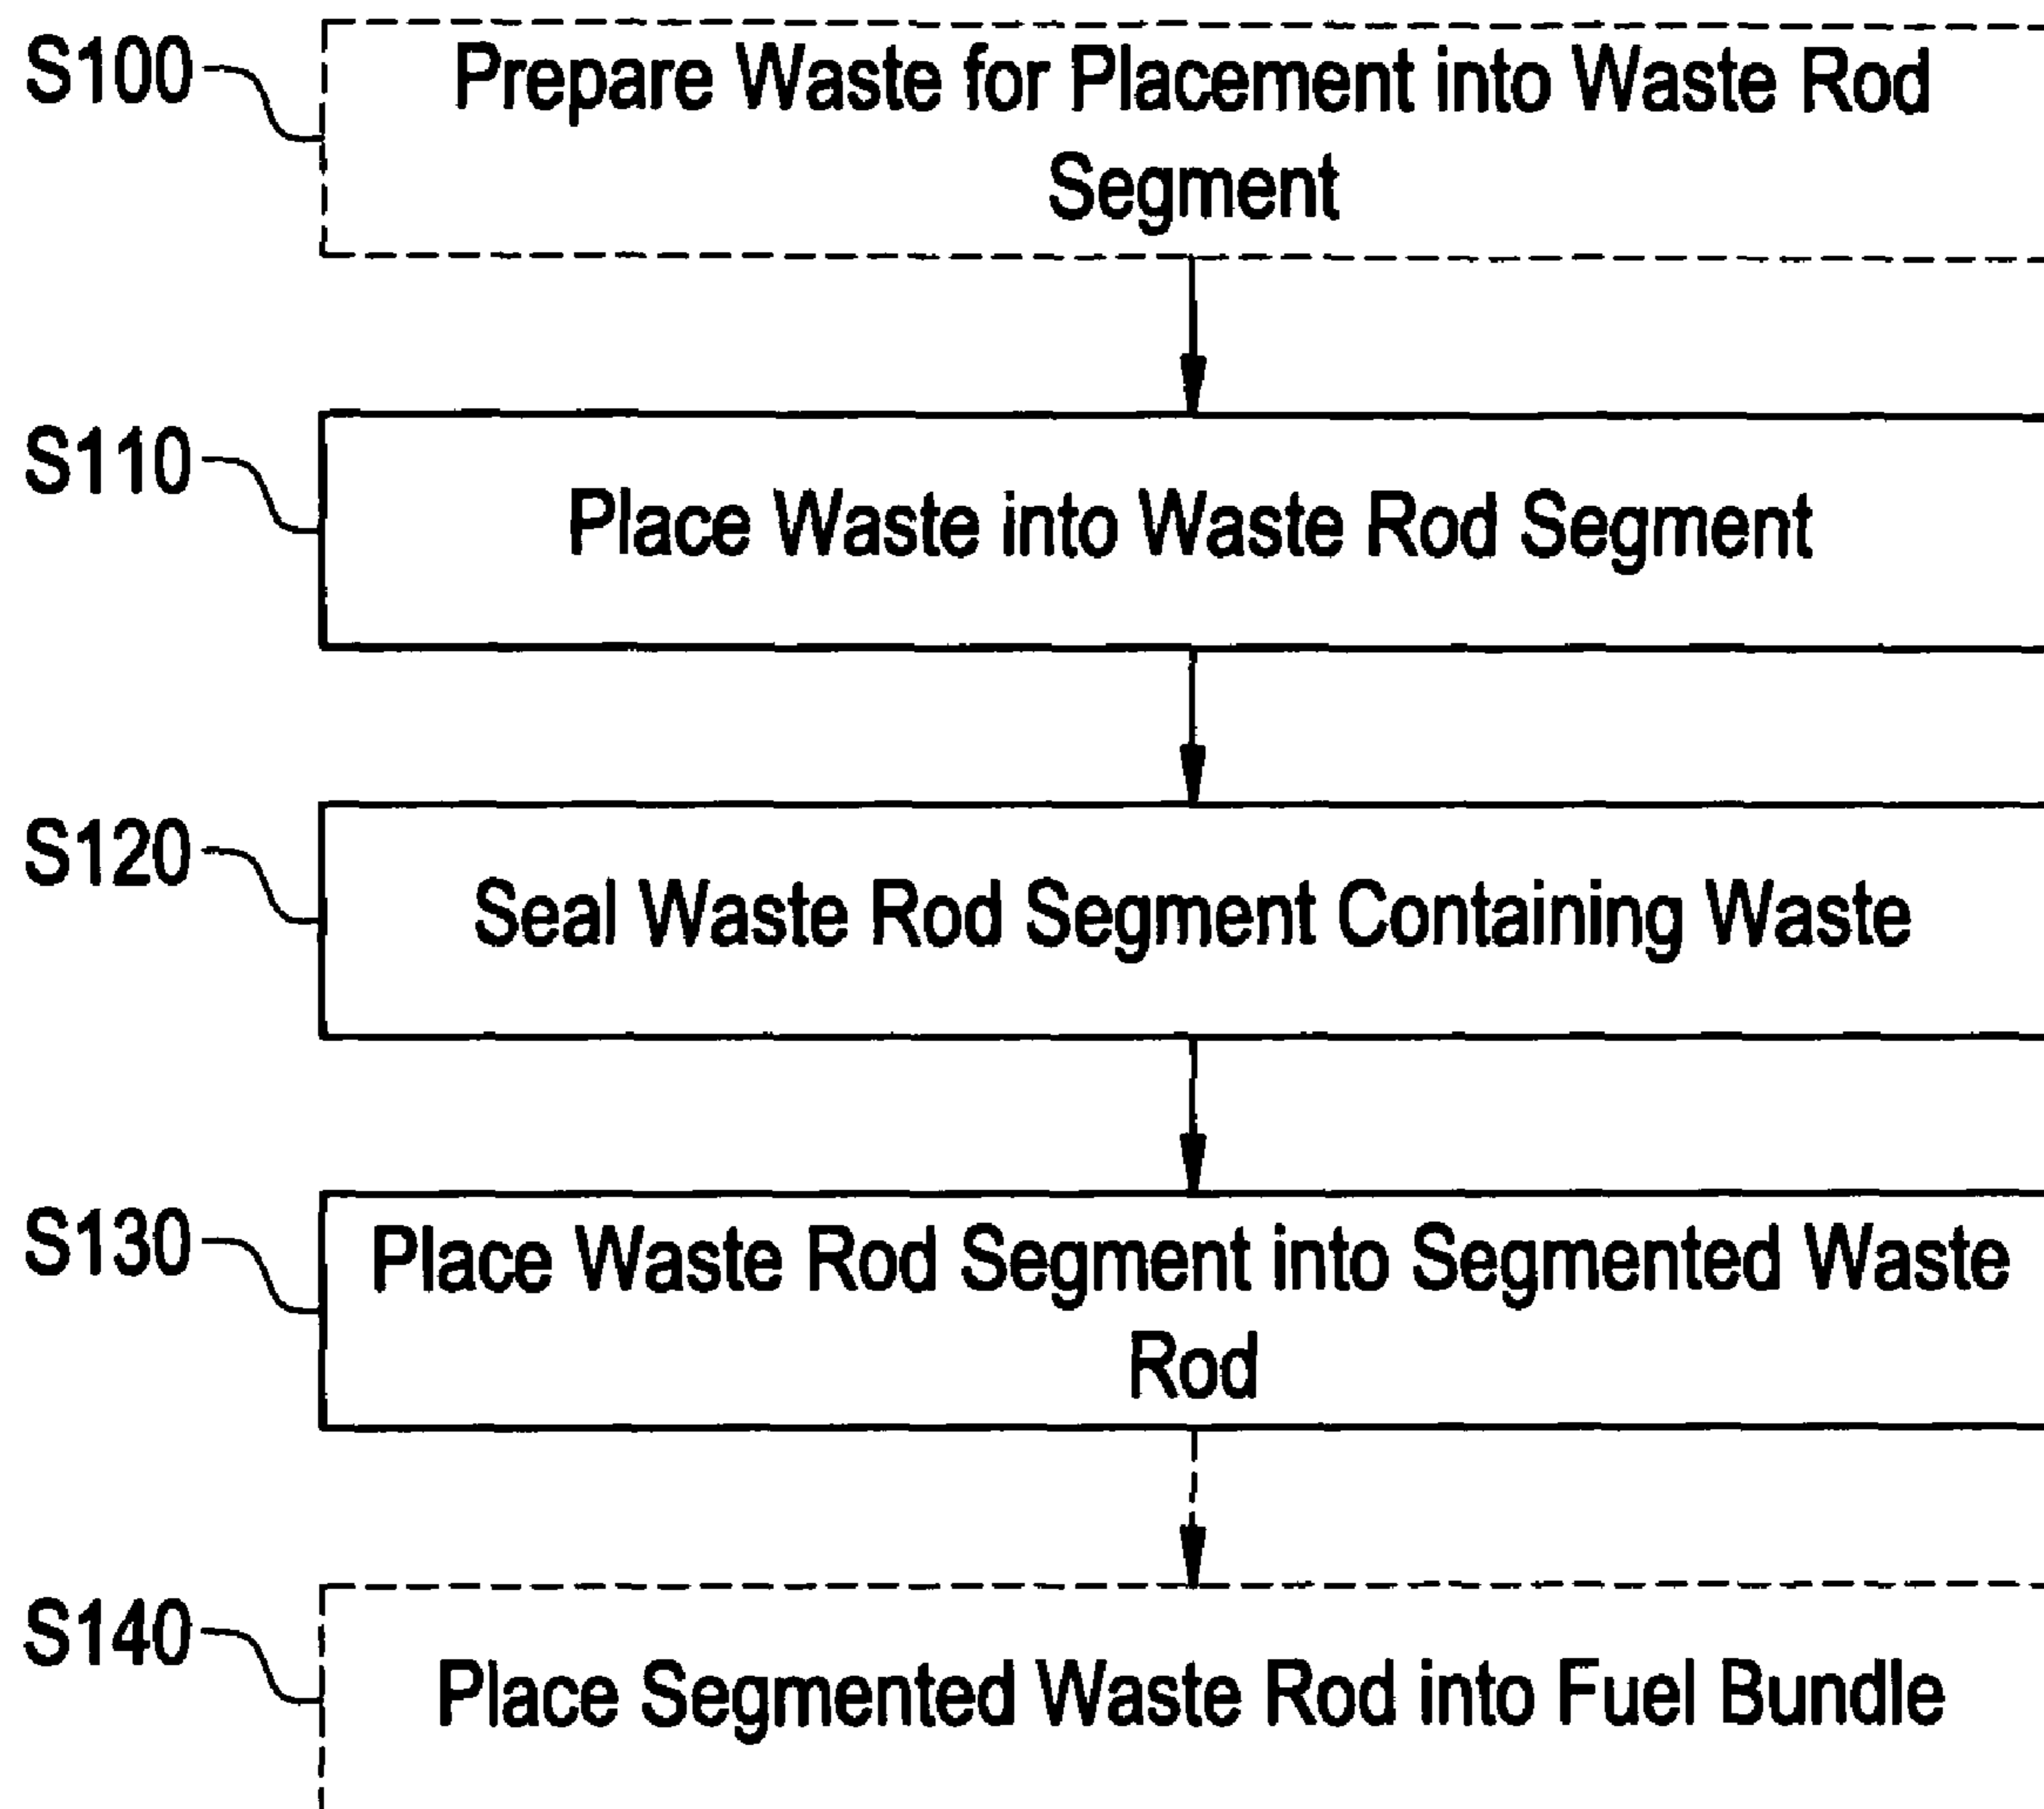 S100
Prepare Waste for Placement into Waste Rod
Segment
S110
Place Waste into Waste Rod Segment
S120
Seal Waste Rod Segment Containing Waste
S130
Place Waste Rod Segment into Segmented Waste
Rod
S140
Place Segmented Waste Rod into Fuel Bundle